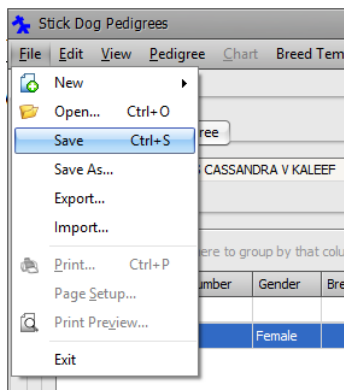 Stick Dog Pedigrees
File Edit View Pedigree Chart Breed Tem
New
Open... Ctrl+O
Save Ctrl+S
ree
Save As...
CASSANDRA V KALEEF
Export...
Import...
here to group by that colu
Print... Ctrl+P
Page Setup...
umber Gender Bre
Print Preview...
Female
Exit